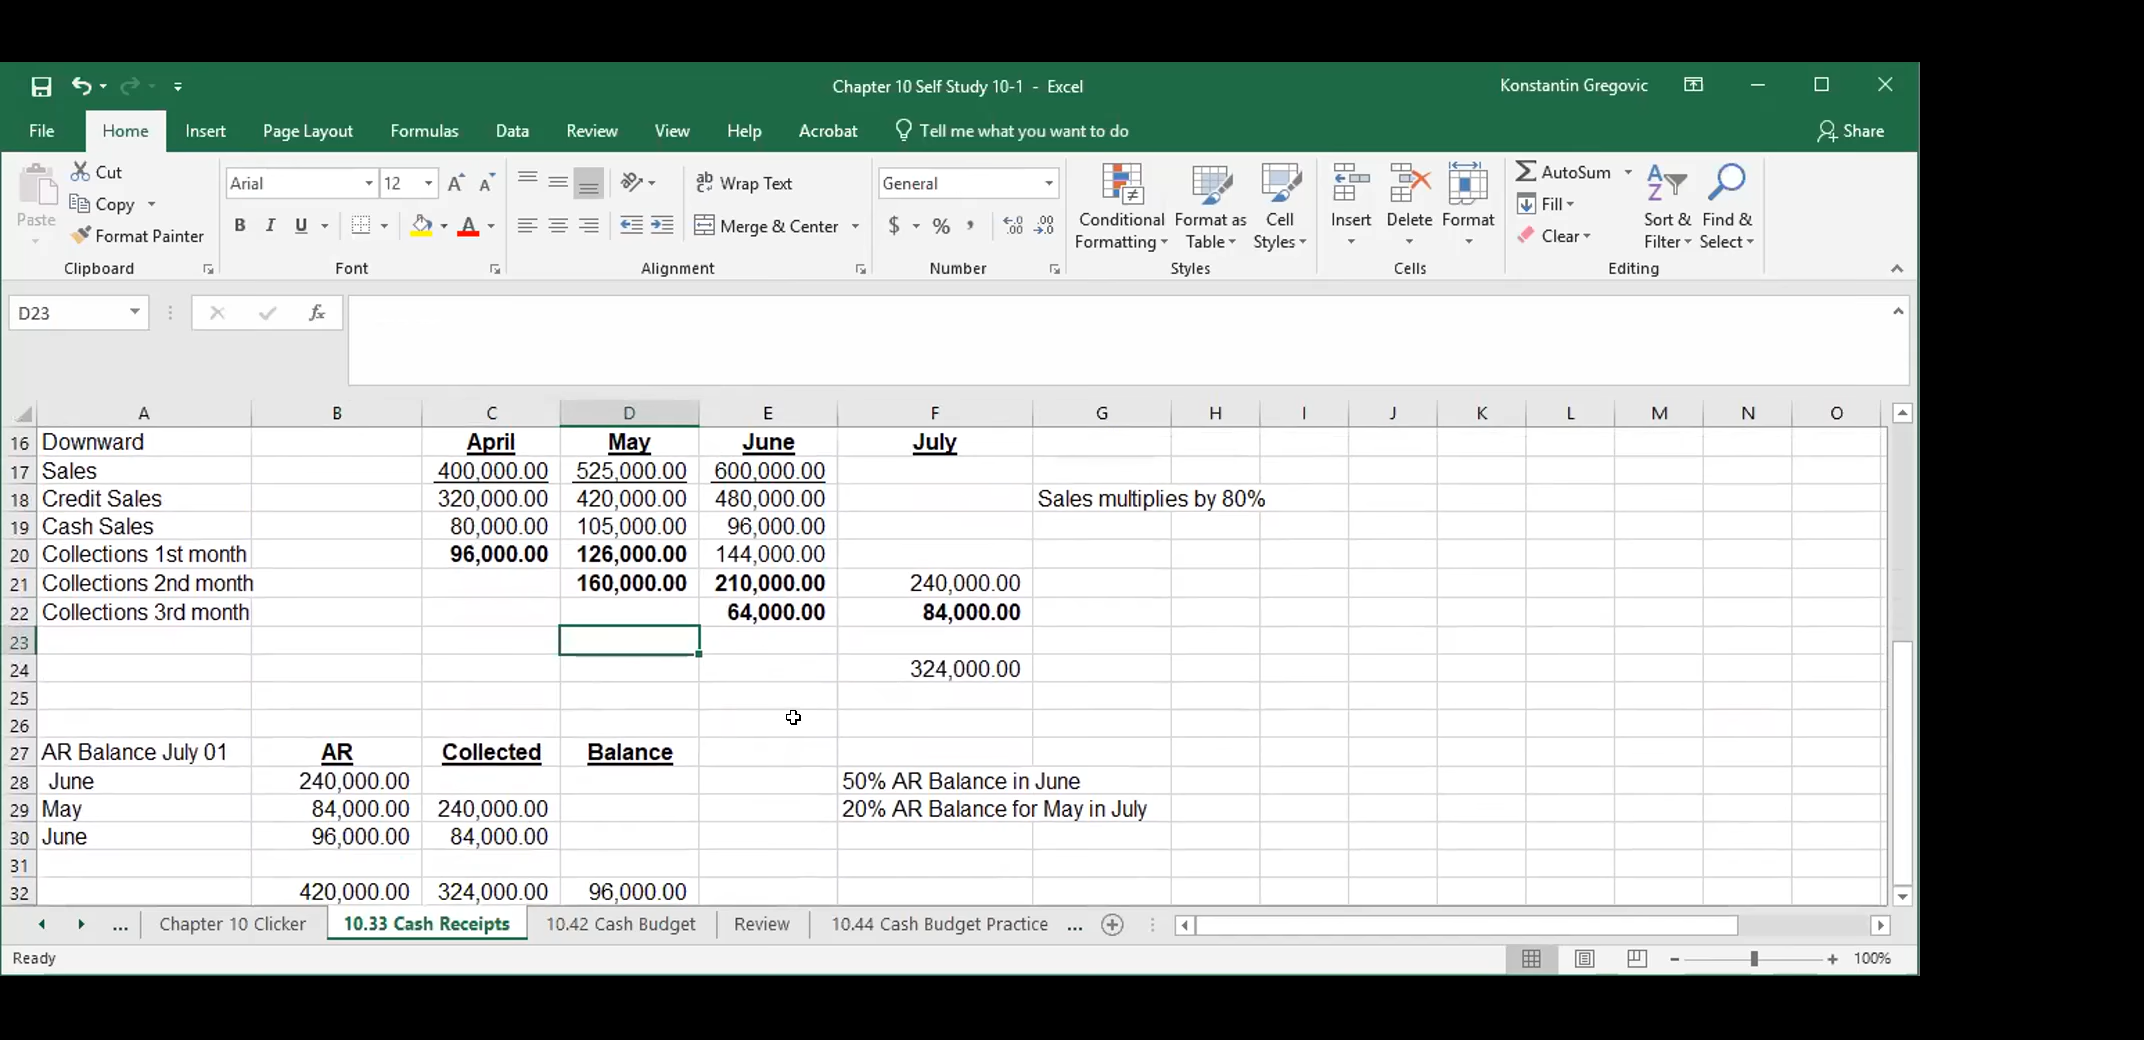 Chapter 10 Self Study 10-1 - Excel
Konstantin Gregovic
File Home Insert Page Layout Formulas Data Review View Help Acrobat Tell me what you want to do Share
Paste
Cut
Copy
Format Painter
Clipboard
Arial 12
B I U
Font
Wrap Text
Merge & Center
Alignment
General
$ % ,
Number
Conditional Formatting
Format as Table
Cell Styles
Styles
Insert Delete Format
Cells
AutoSum
Fill
Clear
Sort & Filter
Find & Select
Editing
D23 fx
A B C D E F G H I J K L M N O
16 Downward April May June July
17 Sales 400,000.00 525,000.00 600,000.00
18 Credit Sales 320,000.00 420,000.00 480,000.00 Sales multiplies by 80%
19 Cash Sales 80,000.00 105,000.00 96,000.00
20 Collections 1st month 96,000.00 126,000.00 144,000.00
21 Collections 2nd month 160,000.00 210,000.00 240,000.00
22 Collections 3rd month 64,000.00 84,000.00
23
24 324,000.00
25
26
27 AR Balance July 01 AR Collected Balance
28 June 240,000.00 50% AR Balance in June
29 May 84,000.00 240,000.00 20% AR Balance for May in July
30 June 96,000.00 84,000.00
31
32 420,000.00 324,000.00 96,000.00
... Chapter 10 Clicker 10.33 Cash Receipts 10.42 Cash Budget Review 10.44 Cash Budget Practice ...
Ready 100%